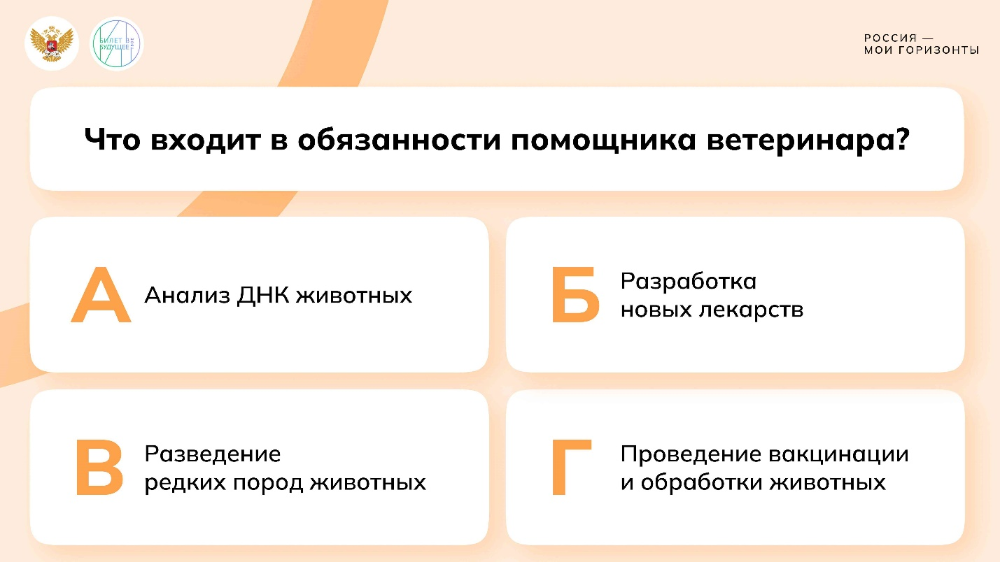 БИЛЕТ В
БУДУЩЕЕ
ТВОЁ
РОССИЯ —
МОИ ГОРИЗОНТЫ
Что входит в обязанности помощника ветеринара?
А
Анализ ДНК животных
Б
Разработка
новых лекарств
В
Разведение
редких пород животных
Г
Проведение вакцинации
и обработки животных